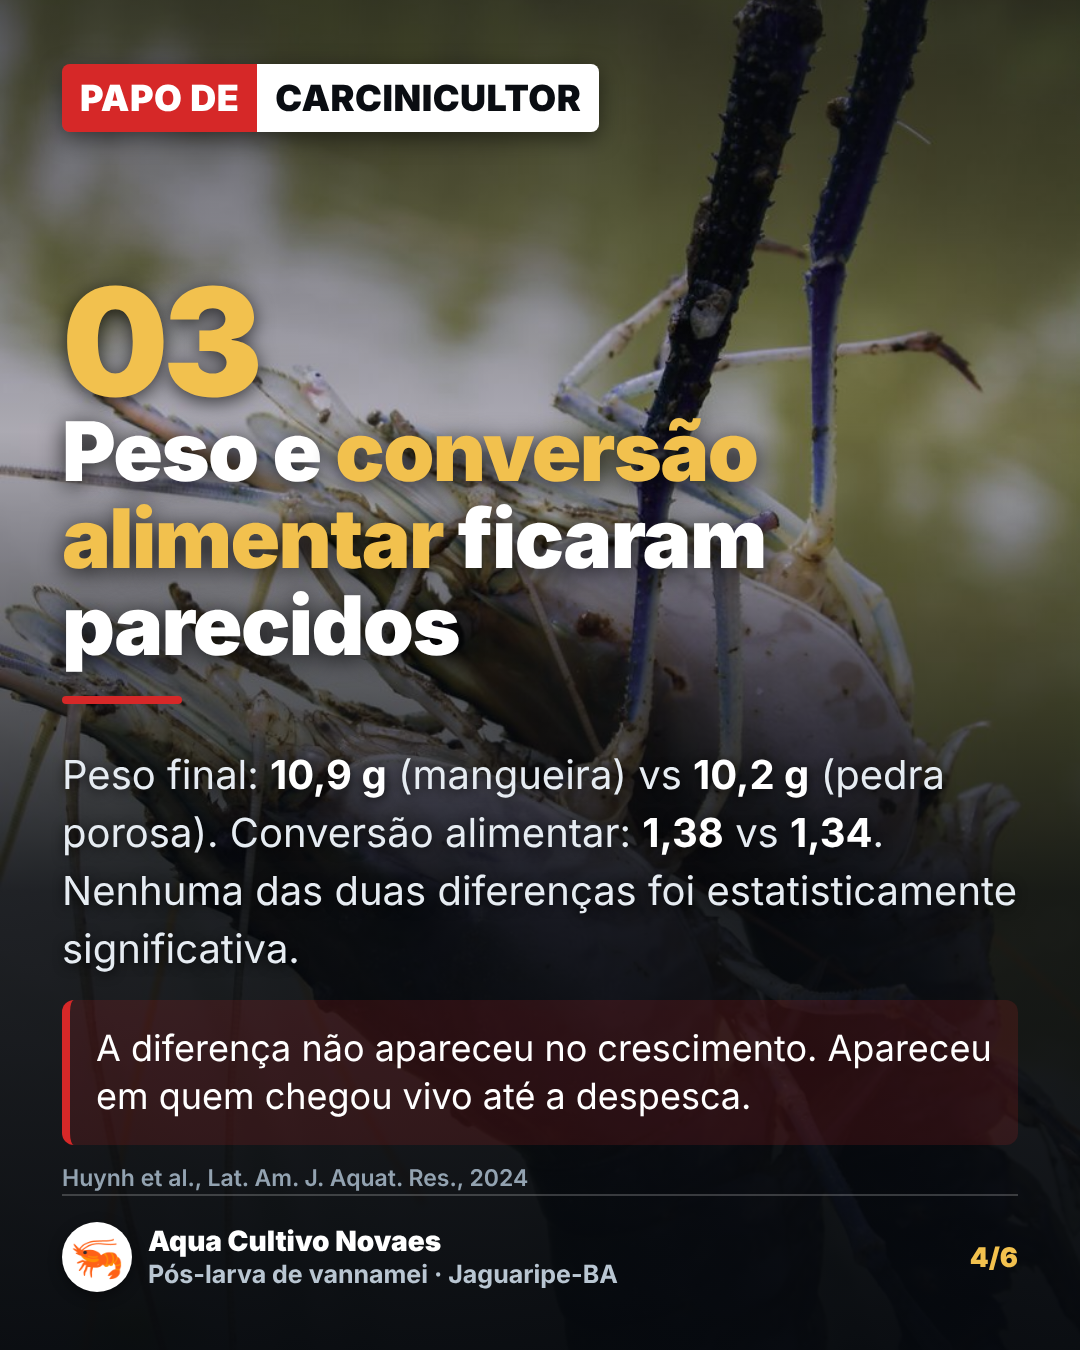 PAPO DE CARCINICULTOR
03
Peso e conversão
alimentar ficaram
parecidos
Peso final: 10,9 g (mangueira) vs 10,2 g (pedra
porosa). Conversão alimentar: 1,38 vs 1,34.
Nenhuma das duas diferenças foi estatisticamente
significativa.
A diferença não apareceu no crescimento. Apareceu
em quem chegou vivo até a despesca.
Huynh et al., Lat. Am. J. Aquat. Res., 2024
Aqua Cultivo Novaes
Pós-larva de vannamei · Jaguaripe-BA
4/6